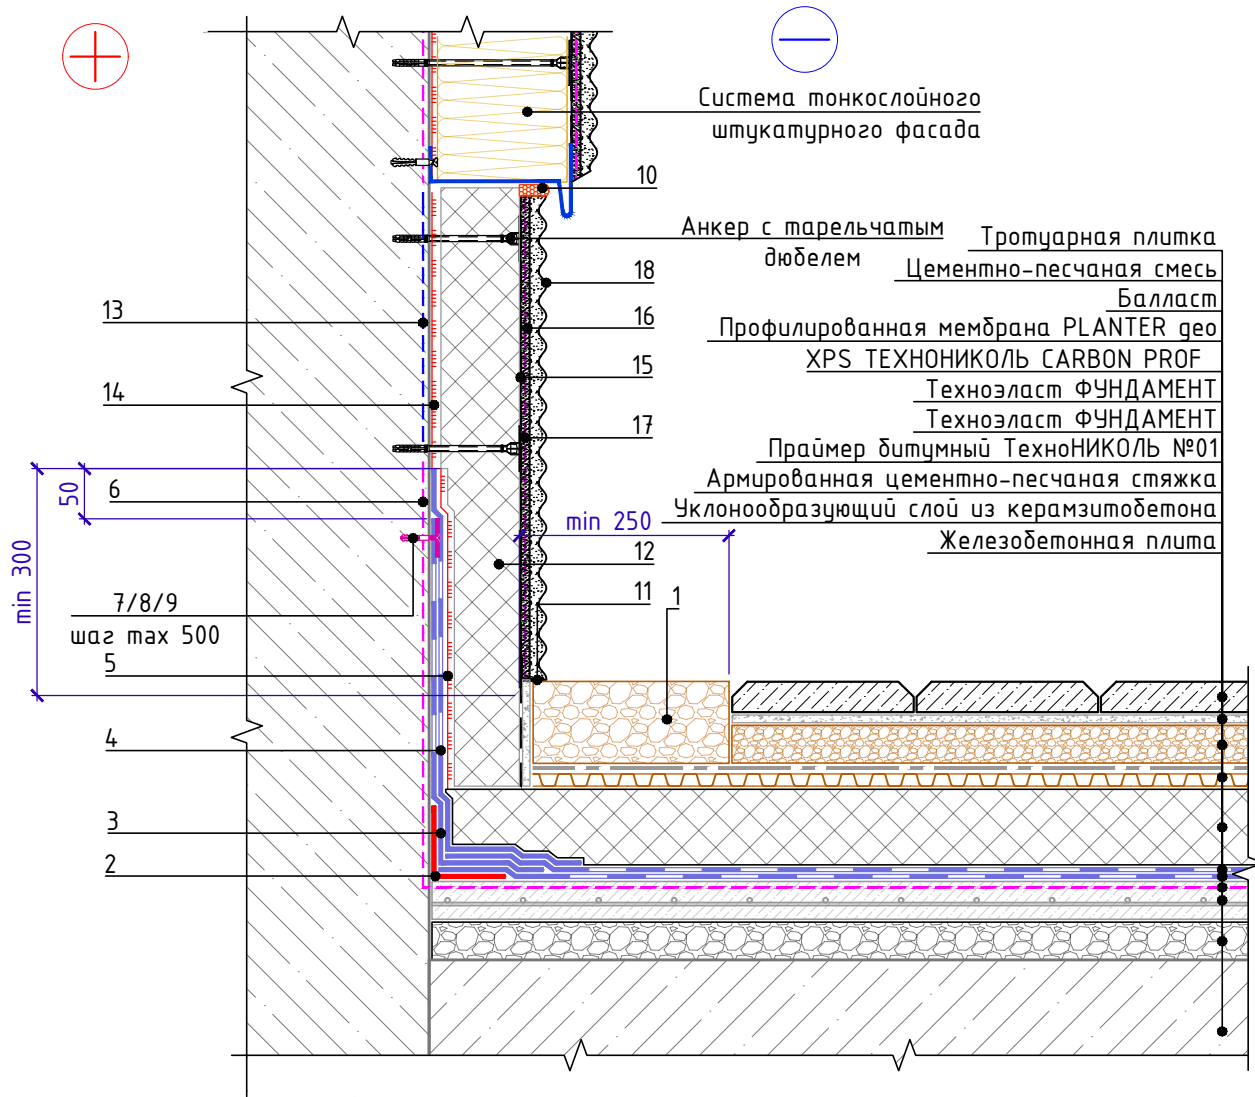 Система тонкослойного
штукатурного фасада
10
Анкер с тарельчатым
дюбелем
18
16
15
17
12
11
1
Тротуарная плитка
Цементно-песчаная смесь
Балласт
Профилированная мембрана PLANTER geo
XPS ТЕХНОНИКОЛЬ CARBON PROF
Техноэласт ФУНДАМЕНТ
Техноэласт ФУНДАМЕНТ
Праймер битумный ТехноНИКОЛЬ №01
Армированная цементно-песчаная стяжка
Уклонообразующий слой из керамзитобетона
Железобетонная плита
min 250
13
14
50
6
min 300
7/8/9
шаг max 500
5
4
3
2